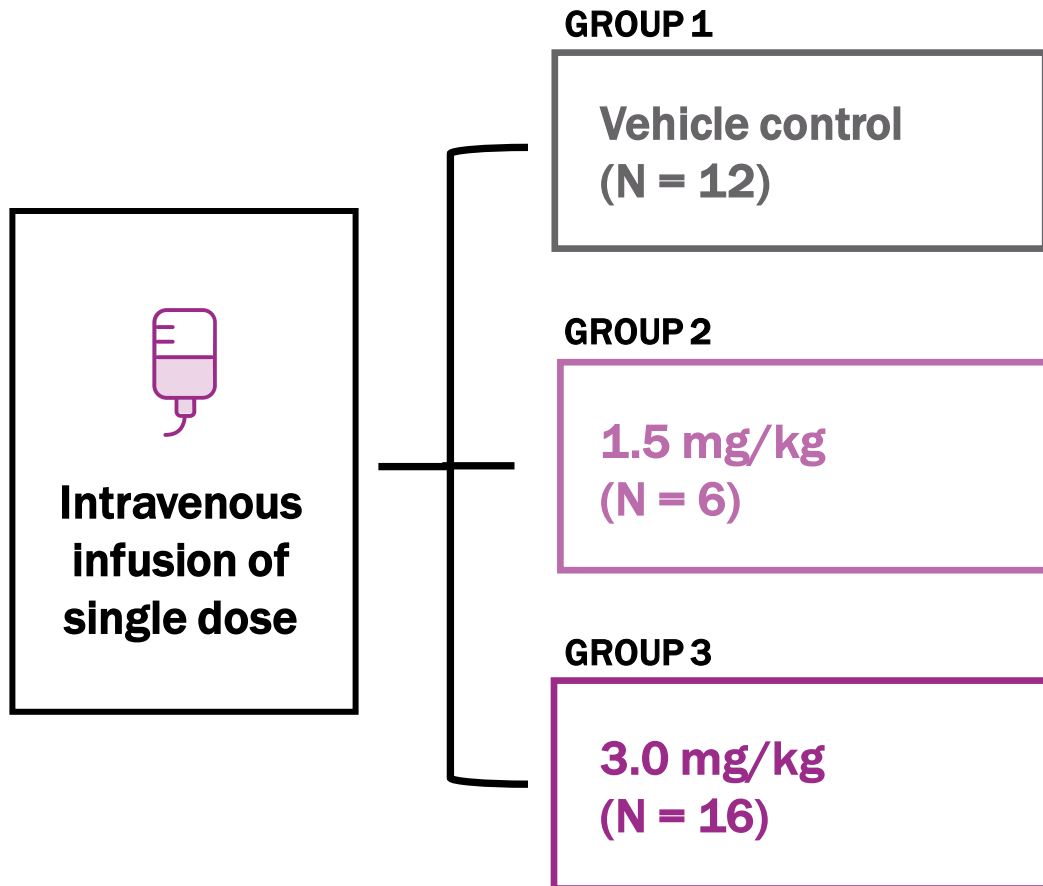 GROUP 1
Vehicle control
(N = 12)
Intravenous
infusion of
single dose
GROUP 2
1.5 mg/kg
(N = 6)
GROUP 3
3.0 mg/kg
(N = 16)